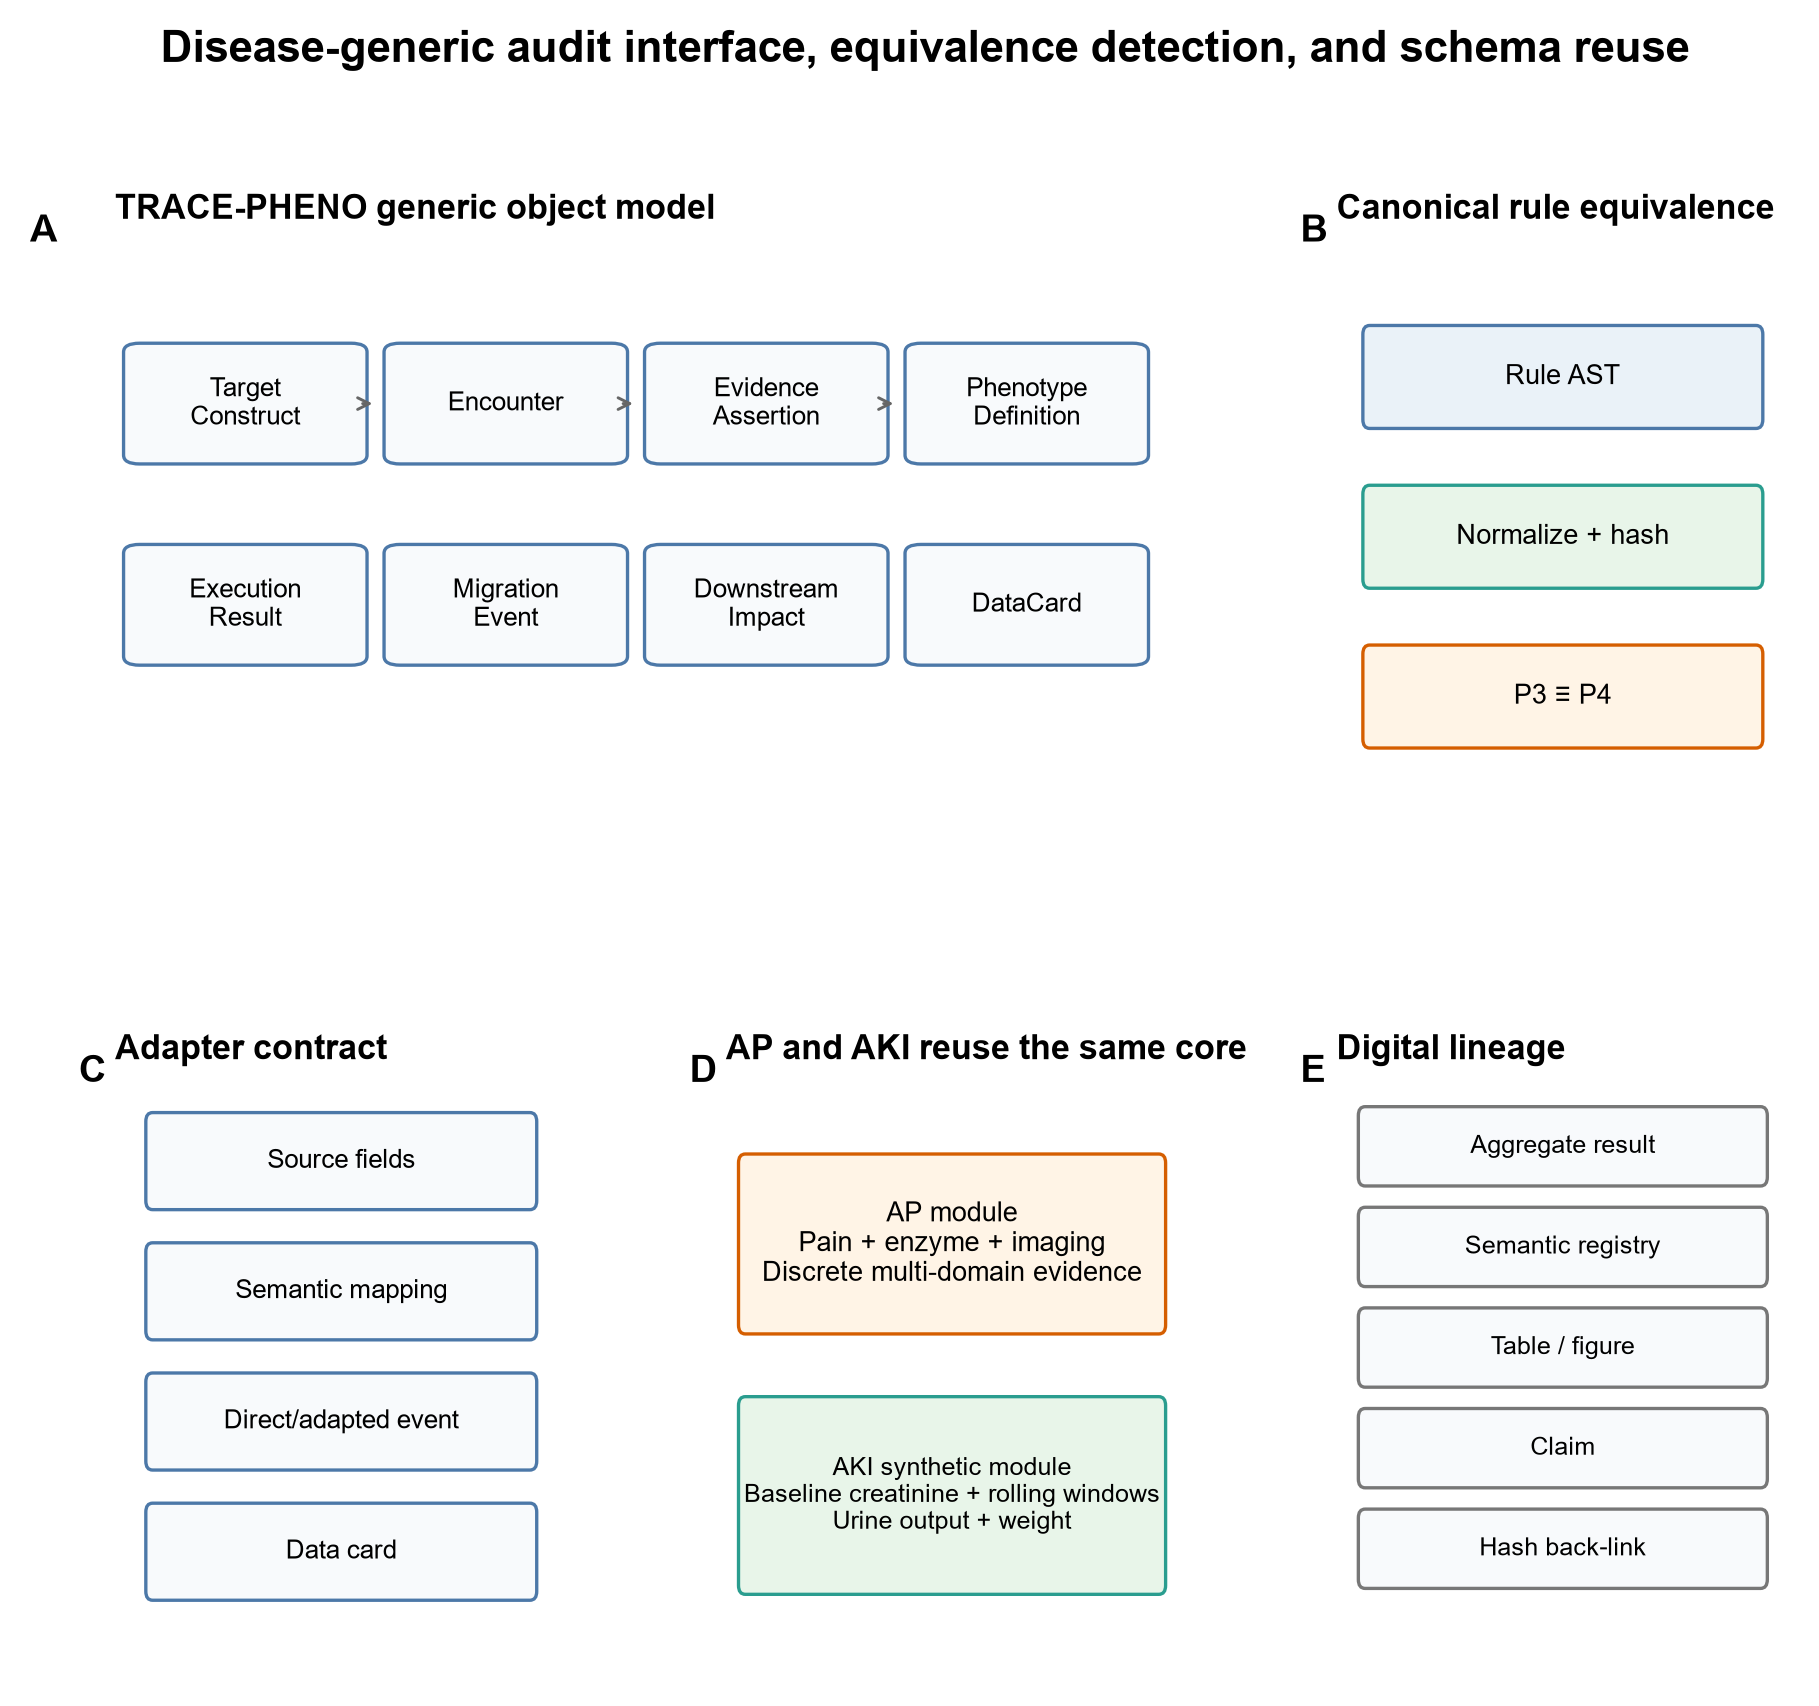 Disease-generic audit interface, equivalence detection, and schema reuse
A
TRACE-PHENO generic object model
Target
Construct
>
Encounter
>
Evidence
Assertion
>
Phenotype
Definition
Execution
Result
Migration
Event
Downstream
Impact
DataCard
B
Canonical rule equivalence
Rule AST
Normalize + hash
P3 ≡ P4
C
Adapter contract
Source fields
Semantic mapping
Direct/adapted event
Data card
D
AP and AKI reuse the same core
AP module
Pain + enzyme + imaging
Discrete multi-domain evidence
AKI synthetic module
Baseline creatinine + rolling windows
Urine output + weight
E
Digital lineage
Aggregate result
Semantic registry
Table / figure
Claim
Hash back-link